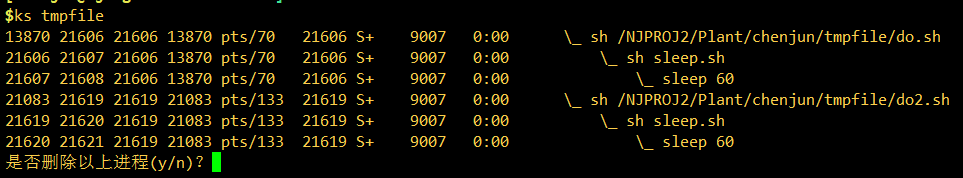 $ks tmpfile
13870 21606 21606 13870 pts/70   21606 S+    9007   0:00       \_ sh /NJPROJ2/Plant/chenjun/tmpfile/do.sh
21606 21607 21606 13870 pts/70   21606 S+    9007   0:00           \_ sh sleep.sh
21607 21608 21606 13870 pts/70   21606 S+    9007   0:00               \_ sleep 60
21083 21619 21619 21083 pts/133  21619 S+    9007   0:00       \_ sh /NJPROJ2/Plant/chenjun/tmpfile/do2.sh
21619 21620 21619 21083 pts/133  21619 S+    9007   0:00           \_ sh sleep.sh
21620 21621 21619 21083 pts/133  21619 S+    9007   0:00               \_ sleep 60
是否删除以上进程(y/n)?